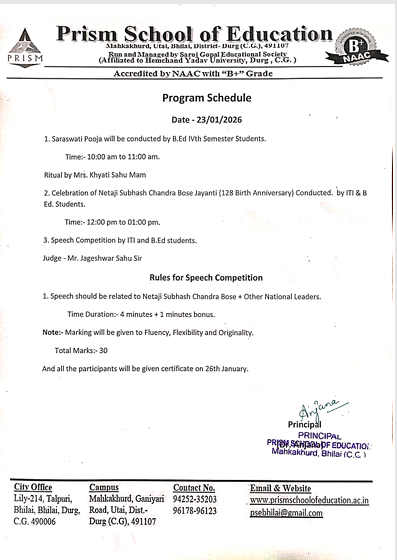 Prism School of Education
Mahkakhurd, Utai, Bhilai, District- Durg (C.G.), 491107
Run and Managed by Saroj Gopal Educational Society
(Affiliated to Hemchand Yadav University, Durg , C.G. )
PRISM
B+
NAAC
Accredited by NAAC with "B+" Grade
Program Schedule
Date - 23/01/2026
1. Saraswati Pooja will be conducted by B.Ed IVth Semester Students.
Time:- 10:00 am to 11:00 am.
Ritual by Mrs. Khyati Sahu Mam
2. Celebration of Netaji Subhash Chandra Bose Jayanti (128 Birth Anniversary) Conducted. by ITI & B
Ed. Students.
Time:- 12:00 pm to 01:00 pm.
3. Speech Competition by ITI and B.Ed students.
Judge - Mr. Jageshwar Sahu Sir
Rules for Speech Competition
1. Speech should be related to Netaji Subhash Chandra Bose + Other National Leaders.
Time Duration:- 4 minutes + 1 minutes bonus.
Note:- Marking will be given to Fluency, Flexibility and Originality.
Total Marks:- 30
And all the participants will be given certificate on 26th January.
Anjana
Principal
PRINCIPAL
PRISM SCHOOL OF EDUCATION
Mahkakhurd, Bhilai (C.G.)
City Office
Lily-214, Talpuri,
Bhilai, Bhilai, Durg,
C.G. 490006
Campus
Mahkakhurd, Ganiyari
Road, Utai, Dist.-
Durg (C.G), 491107
Contact No.
94252-35203
96178-96123
Email & Website
www.prismschoolofeducation.ac.in
psebhilai@gmail.com